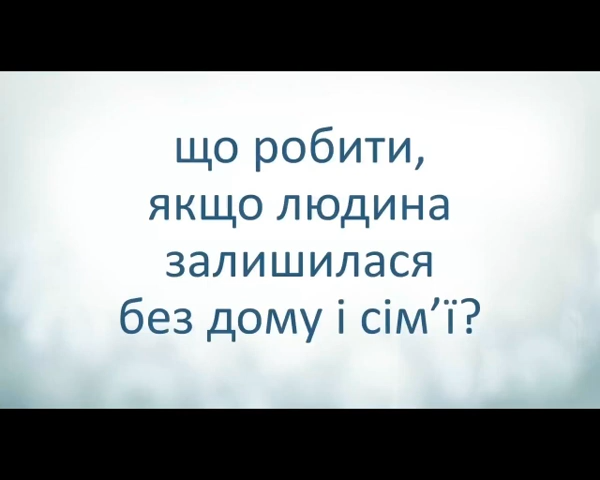 що робити,
якщо людина
залишилася
без дому і сім’ї?